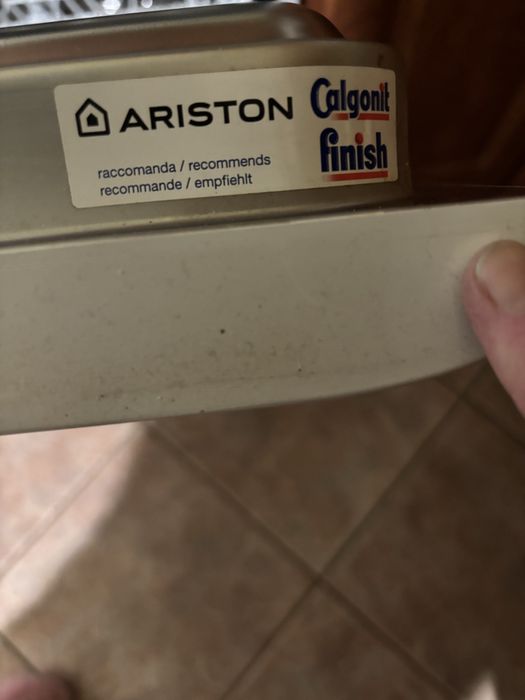 ARISTON
raccomanda / recommends
recommande / empfiehlt
Calgonit
finish